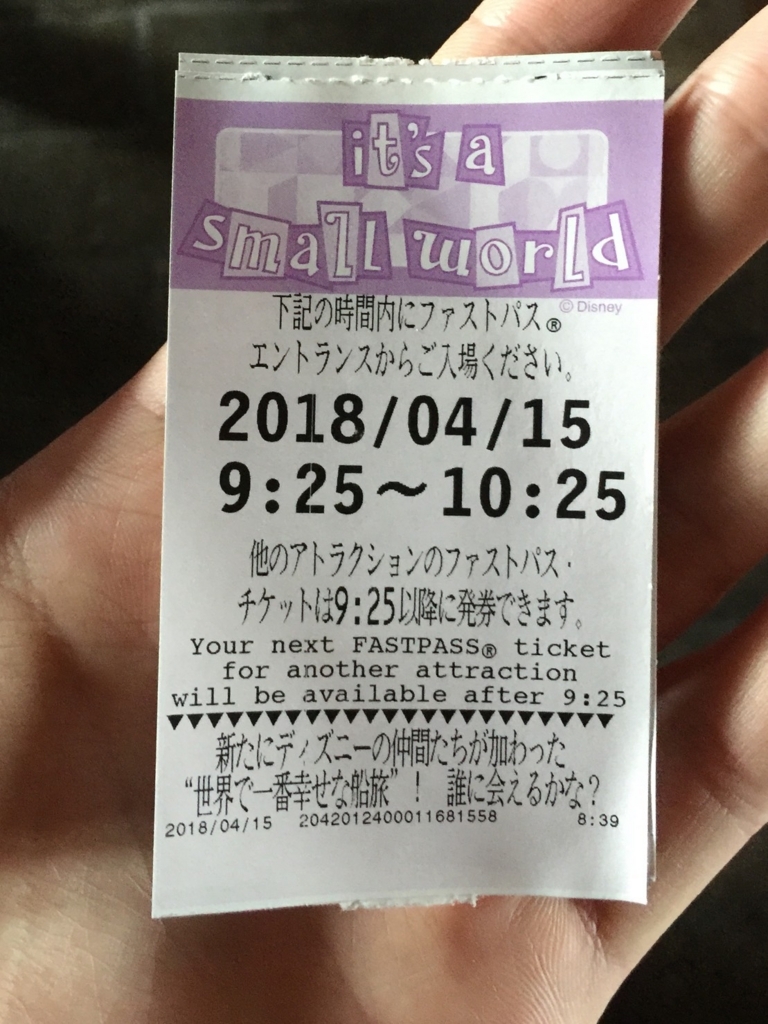 it's a
small world
© Disney
下記の時間内にファストパス®
エントランスからご入場ください。
2018/04/15
9:25～10:25
他のアトラクションのファストパス・
チケットは9:25以降に発券できます。
Your next FASTPASS® ticket
for another attraction
will be available after 9:25
▼▼▼▼▼▼▼▼▼▼▼▼▼▼▼▼▼▼▼▼▼▼▼▼▼▼
新たにディズニーの仲間たちが加わった
“世界で一番幸せな船旅”！ 誰に会えるかな？
2018/04/15 2042012400011681558 8:39